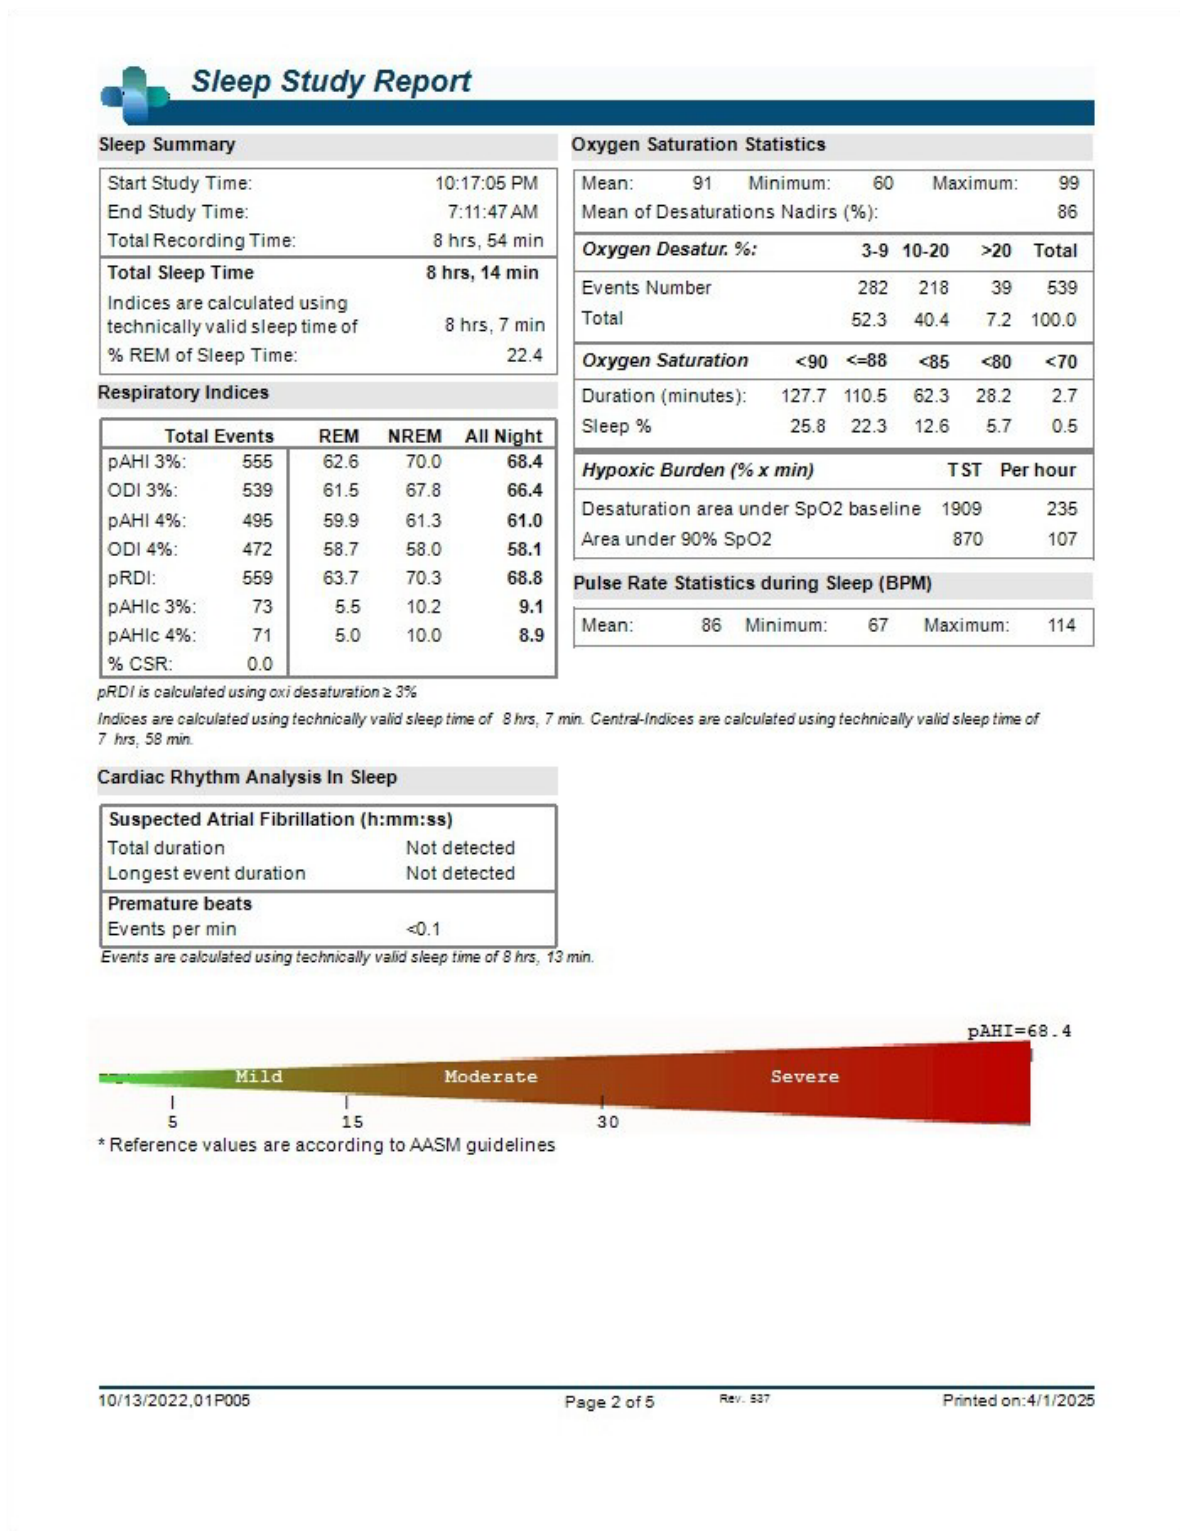 Sleep Study Report
Sleep Summary
Start Study Time: 10:17:05 PM
End Study Time: 7:11:47 AM
Total Recording Time: 8 hrs, 54 min
Total Sleep Time 8 hrs, 14 min
Indices are calculated using
technically valid sleep time of 8 hrs, 7 min
% REM of Sleep Time: 22.4
Respiratory Indices
Total Events REM NREM All Night
pAHI 3%: 555 62.6 70.0 68.4
ODI 3%: 539 61.5 67.8 66.4
pAHI 4%: 495 59.9 61.3 61.0
ODI 4%: 472 58.7 58.0 58.1
pRDI: 559 63.7 70.3 68.8
pAHIc 3%: 73 5.5 10.2 9.1
pAHIc 4%: 71 5.0 10.0 8.9
% CSR: 0.0
Oxygen Saturation Statistics
Mean: 91 Minimum: 60 Maximum: 99
Mean of Desaturations Nadirs (%): 86
Oxygen Desatur. %: 3-9 10-20 >20 Total
Events Number 282 218 39 539
Total 52.3 40.4 7.2 100.0
Oxygen Saturation <90 <=88 <85 <80 <70
Duration (minutes): 127.7 110.5 62.3 28.2 2.7
Sleep % 25.8 22.3 12.6 5.7 0.5
Hypoxic Burden (% x min) TST Per hour
Desaturation area under SpO2 baseline 1909 235
Area under 90% SpO2 870 107
Pulse Rate Statistics during Sleep (BPM)
Mean: 86 Minimum: 67 Maximum: 114
pRDI is calculated using oxi desaturation ≥ 3%
Indices are calculated using technically valid sleep time of 8 hrs, 7 min. Central-Indices are calculated using technically valid sleep time of
7 hrs, 58 min.
Cardiac Rhythm Analysis In Sleep
Suspected Atrial Fibrillation (h:mm:ss)
Total duration Not detected
Longest event duration Not detected
Premature beats
Events per min <0.1
Events are calculated using technically valid sleep time of 8 hrs, 13 min.
pAHI=68.4
Mild Moderate Severe
5 15 30
* Reference values are according to AASM guidelines
10/13/2022,01P005 Page 2 of 5 Rev. 537 Printed on:4/1/2025